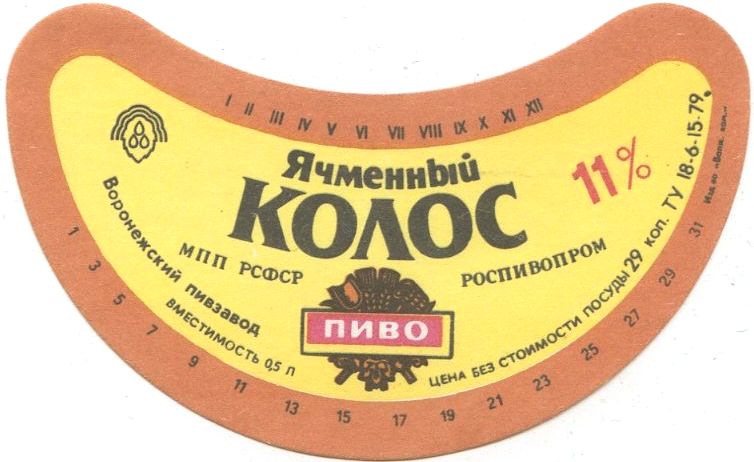 I II III IV V VI VII VIII IX X XI XII
Ячменный
КОЛОС
11%
МПП РСФСР
РОСПИВОПРОМ
ПИВО
Воронежский пивзавод
ВМЕСТИМОСТЬ 0,5 л
ЦЕНА БЕЗ СТОИМОСТИ ПОСУДЫ 29 коп. ТУ 18-6-15-79.
1 3 5 7 9 11 13 15 17 19 21 23 25 27 29 31